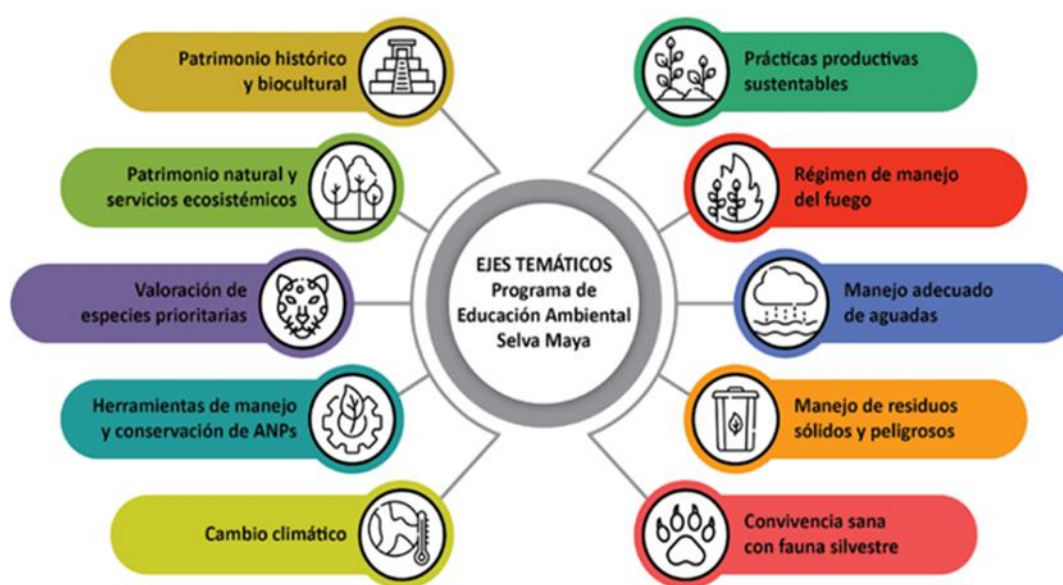 Patrimonio histórico
y biocultural
Patrimonio natural y
servicios ecosistémicos
Valoración de
especies prioritarias
Herramientas de manejo
y conservación de ANPs
Cambio climático
EJES TEMÁTICOS
Programa de
Educación Ambiental
Selva Maya
Prácticas productivas
sustentables
Régimen de manejo
del fuego
Manejo adecuado
de aguadas
Manejo de residuos
sólidos y peligrosos
Convivencia sana
con fauna silvestre